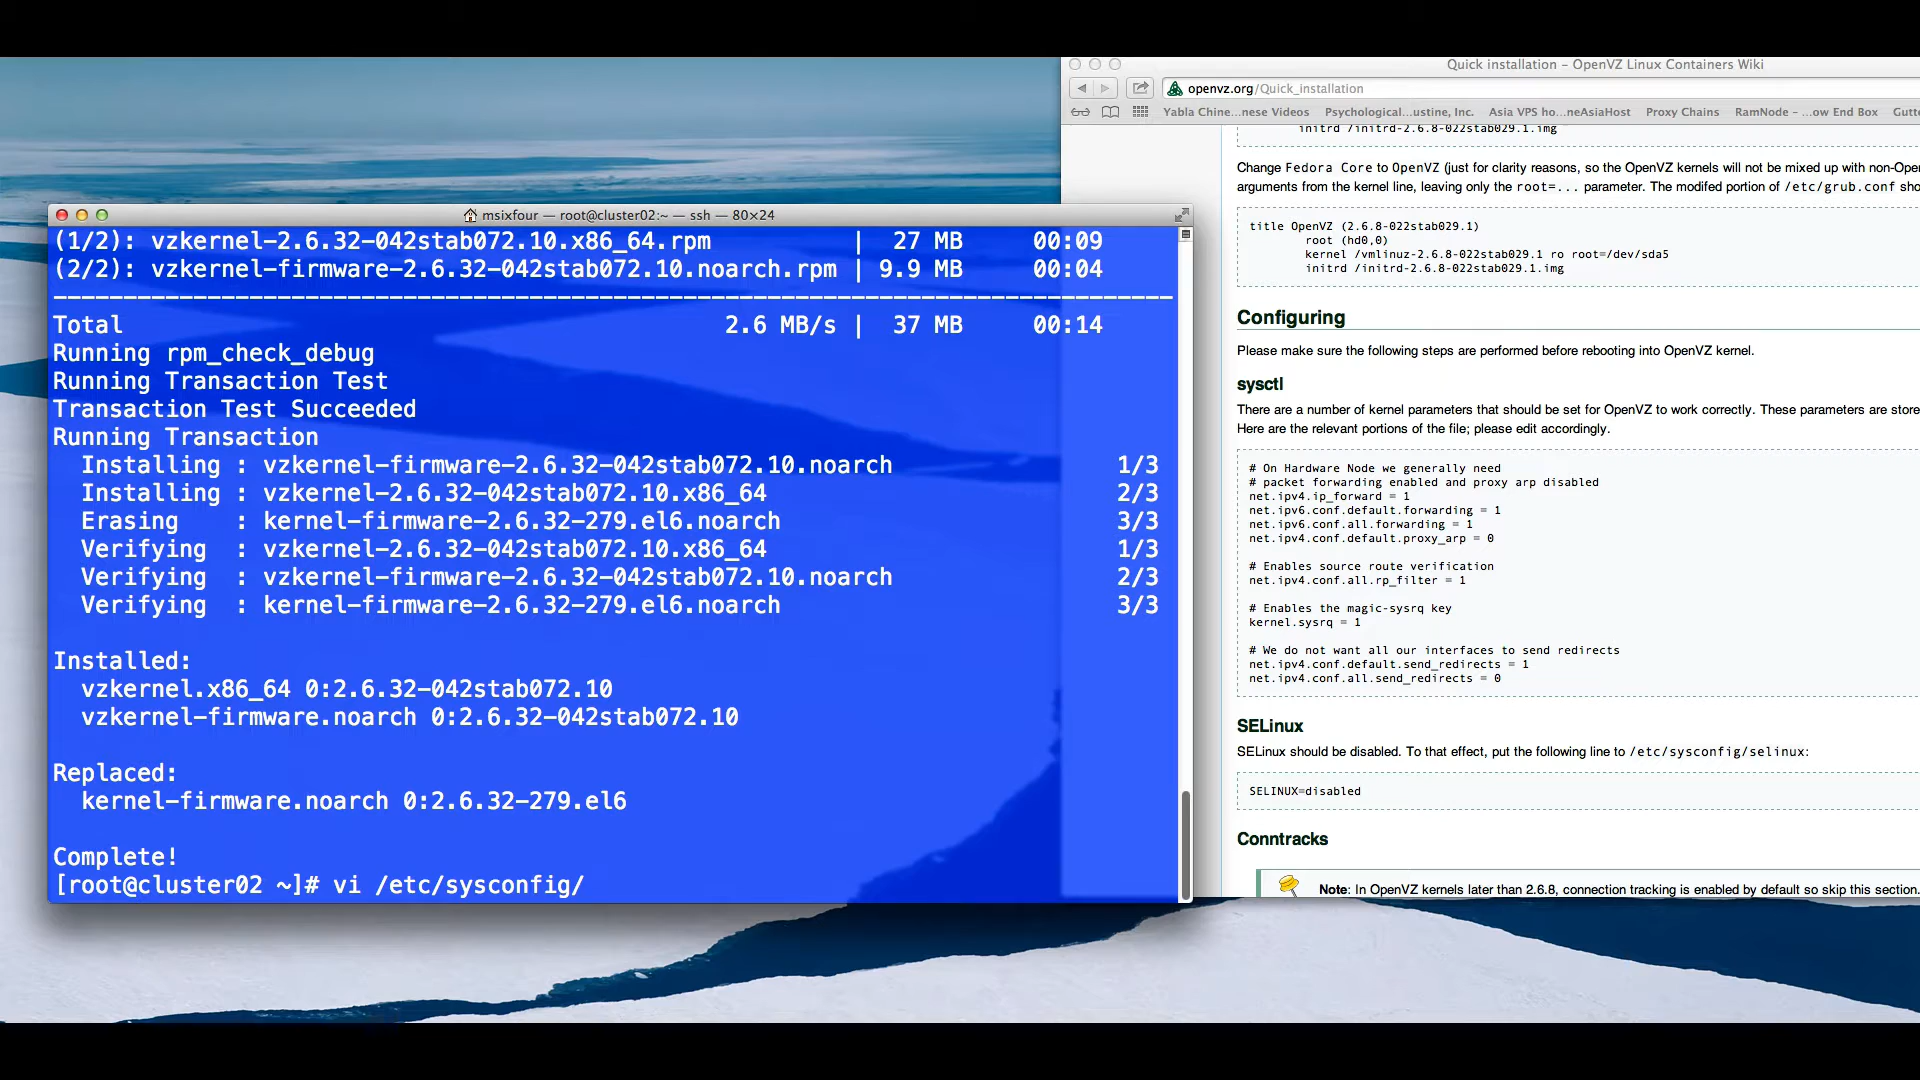 Quick installation – OpenVZ Linux Containers Wiki
openvz.org/Quick_installation
Yabla Chine...nese Videos Psychological...ustine, Inc. Asia VPS ho...neAsiaHost Proxy Chains RamNode – ...ow End Box Gutte
initrd /initrd-2.6.8-022stab029.1.img
Change Fedora Core to OpenVZ (just for clarity reasons, so the OpenVZ kernels will not be mixed up with non-Open
arguments from the kernel line, leaving only the root=... parameter. The modifed portion of /etc/grub.conf sho
title OpenVZ (2.6.8-022stab029.1)
root (hd0,0)
kernel /vmlinuz-2.6.8-022stab029.1 ro root=/dev/sda5
initrd /initrd-2.6.8-022stab029.1.img
Configuring
Please make sure the following steps are performed before rebooting into OpenVZ kernel.
sysctl
There are a number of kernel parameters that should be set for OpenVZ to work correctly. These parameters are store
Here are the relevant portions of the file; please edit accordingly.
# On Hardware Node we generally need
# packet forwarding enabled and proxy arp disabled
net.ipv4.ip_forward = 1
net.ipv6.conf.default.forwarding = 1
net.ipv6.conf.all.forwarding = 1
net.ipv4.conf.default.proxy_arp = 0
# Enables source route verification
net.ipv4.conf.all.rp_filter = 1
# Enables the magic-sysrq key
kernel.sysrq = 1
# We do not want all our interfaces to send redirects
net.ipv4.conf.default.send_redirects = 1
net.ipv4.conf.all.send_redirects = 0
SELinux
SELinux should be disabled. To that effect, put the following line to /etc/sysconfig/selinux:
SELINUX=disabled
Conntracks
Note: In OpenVZ kernels later than 2.6.8, connection tracking is enabled by default so skip this section.
msixfour — root@cluster02:~ — ssh — 80×24
(1/2): vzkernel-2.6.32-042stab072.10.x86_64.rpm | 27 MB 00:09
(2/2): vzkernel-firmware-2.6.32-042stab072.10.noarch.rpm | 9.9 MB 00:04
--------------------------------------------------------------------------------
Total 2.6 MB/s | 37 MB 00:14
Running rpm_check_debug
Running Transaction Test
Transaction Test Succeeded
Running Transaction
Installing : vzkernel-firmware-2.6.32-042stab072.10.noarch 1/3
Installing : vzkernel-2.6.32-042stab072.10.x86_64 2/3
Erasing : kernel-firmware-2.6.32-279.el6.noarch 3/3
Verifying : vzkernel-2.6.32-042stab072.10.x86_64 1/3
Verifying : vzkernel-firmware-2.6.32-042stab072.10.noarch 2/3
Verifying : kernel-firmware-2.6.32-279.el6.noarch 3/3
Installed:
vzkernel.x86_64 0:2.6.32-042stab072.10
vzkernel-firmware.noarch 0:2.6.32-042stab072.10
Replaced:
kernel-firmware.noarch 0:2.6.32-279.el6
Complete!
[root@cluster02 ~]# vi /etc/sysconfig/